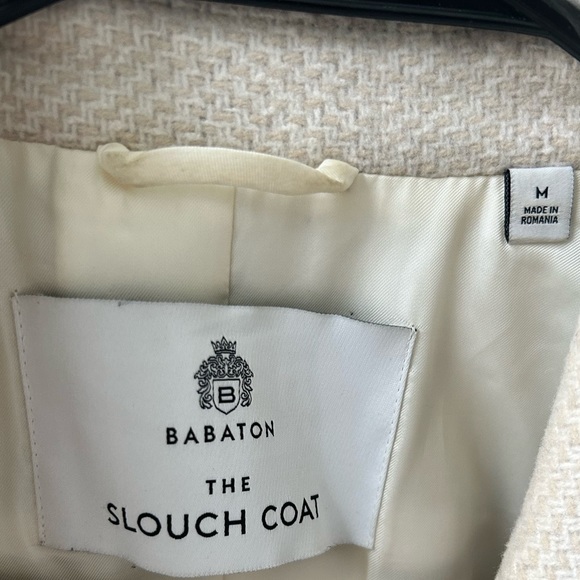 M
MADE IN
ROMANIA
B
BABATON
THE
SLOUCH COAT